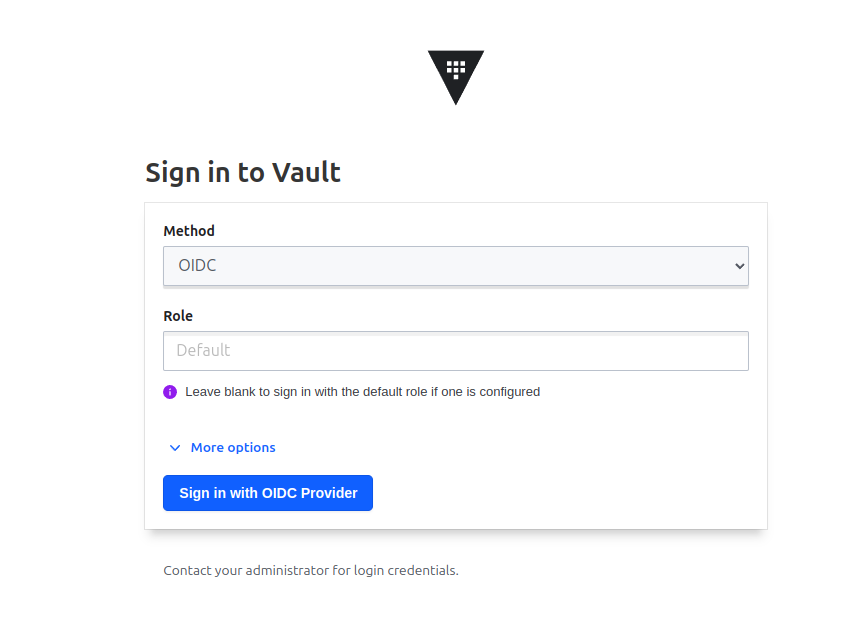 Sign in to Vault
Method
OIDC
Role
Default
Leave blank to sign in with the default role if one is configured
More options
Sign in with OIDC Provider
Contact your administrator for login credentials.